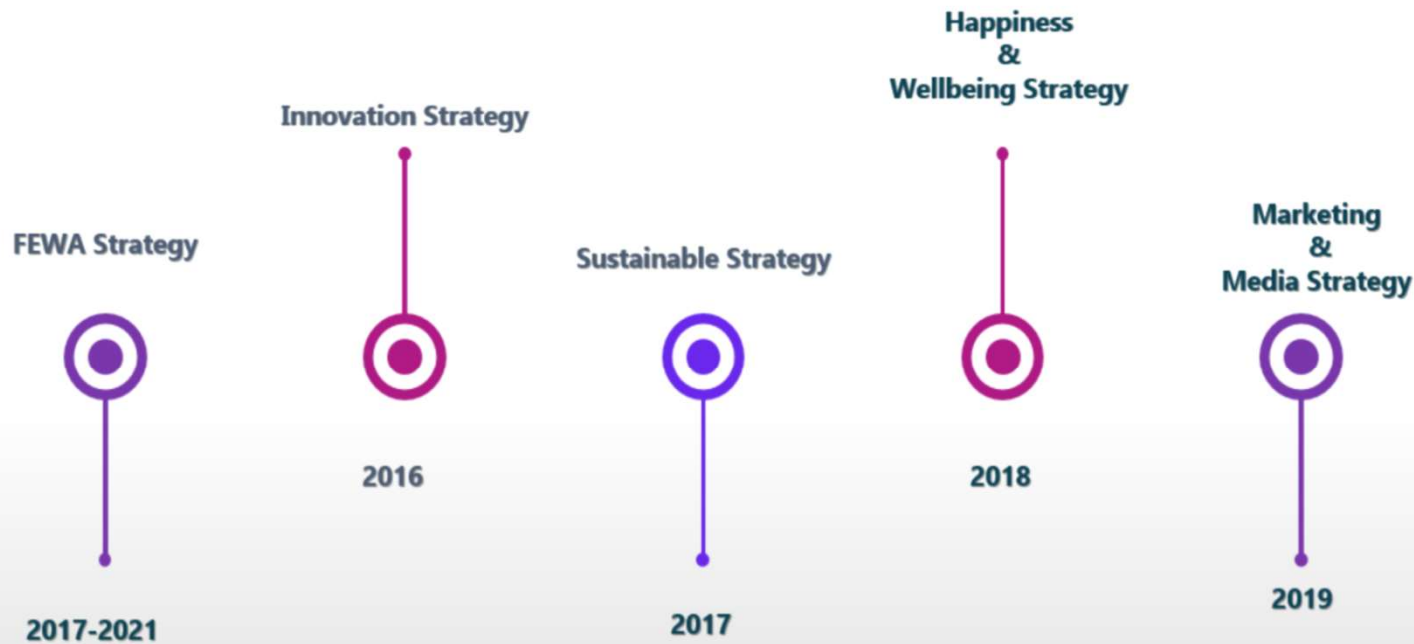 FEWA Strategy
2017-2021
Innovation Strategy
2016
Sustainable Strategy
2017
Happiness
&
Wellbeing Strategy
2018
Marketing
&
Media Strategy
2019